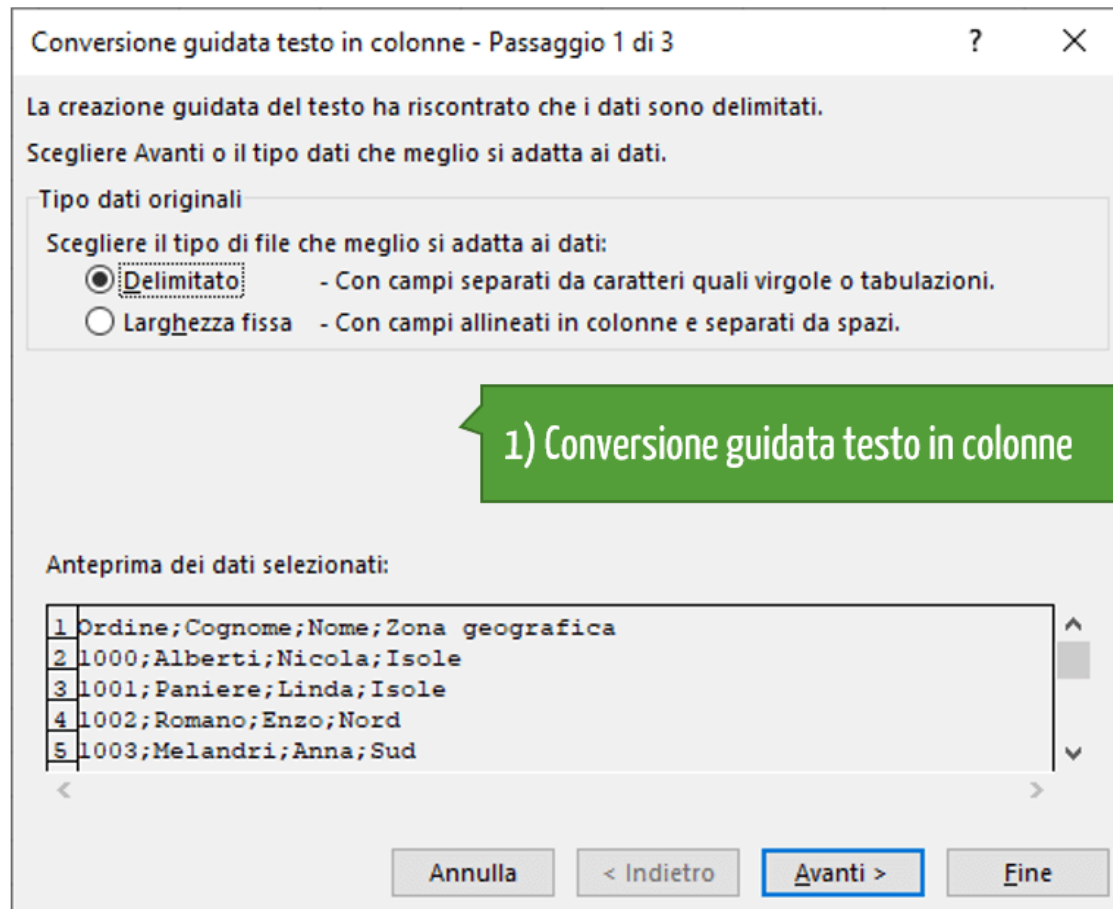 Conversione guidata testo in colonne - Passaggio 1 di 3 ?
La creazione guidata del testo ha riscontrato che i dati sono delimitati.
Scegliere Avanti o il tipo dati che meglio si adatta ai dati.
Tipo dati originali
Scegliere il tipo di file che meglio si adatta ai dati:
Delimitato - Con campi separati da caratteri quali virgole o tabulazioni.
Larghezza fissa - Con campi allineati in colonne e separati da spazi.
1) Conversione guidata testo in colonne
Anteprima dei dati selezionati:
1 Ordine;Cognome;Nome;Zona geografica
2 1000;Alberti;Nicola;Isole
3 1001;Paniere;Linda;Isole
4 1002;Romano;Enzo;Nord
5 1003;Melandri;Anna;Sud
Annulla < Indietro Avanti > Fine